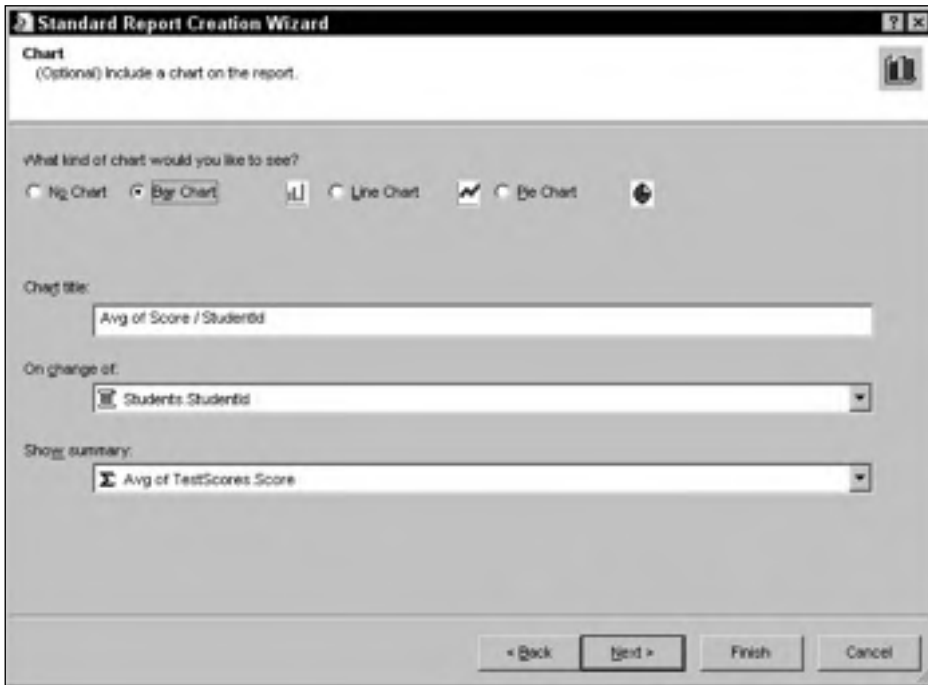 Standard Report Creation Wizard
Chart
(Optional) Include a chart on the report.
What kind of chart would you like to see?
No Chart Bar Chart Line Chart Pie Chart
Chart title:
Avg of Score / StudentId
On change of:
Students.StudentId
Show summary:
Σ Avg of TestScores.Score
< Back Next > Finish Cancel